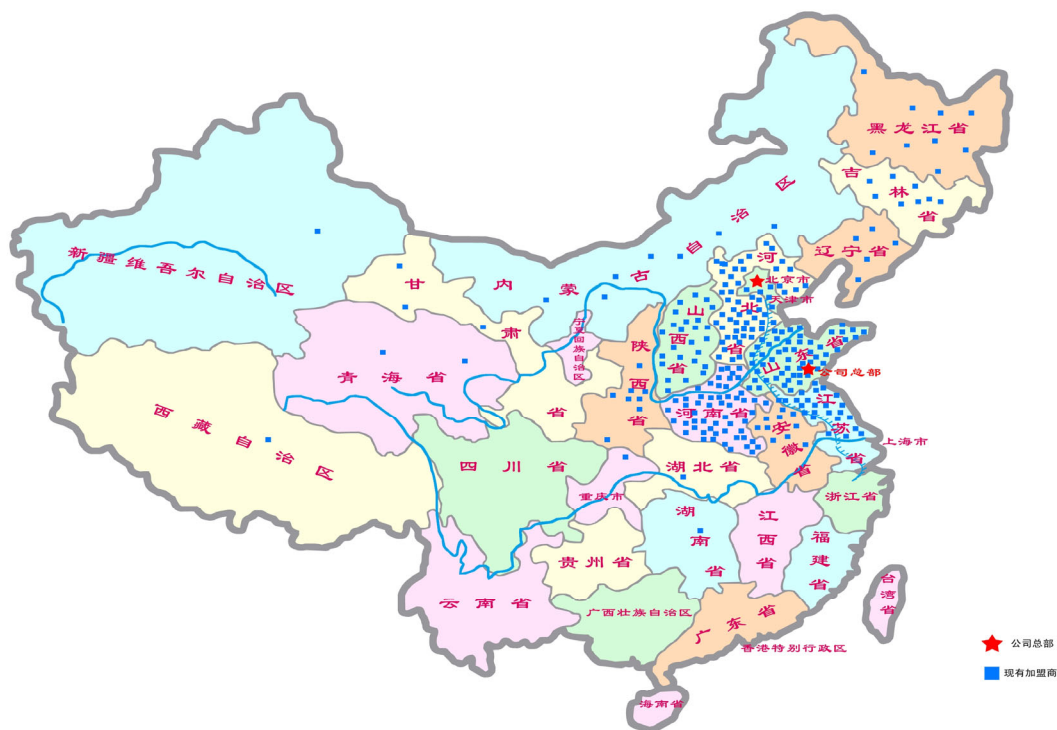 黑龙江省
吉林省
辽宁省
内蒙古自治区
新疆维吾尔自治区
甘肃省
河北省
北京市
天津市
山西省
陕西省
宁夏回族自治区
青海省
山东省
公司总部
西藏自治区
河南省
江苏省
安徽省
上海市
四川省
重庆市
湖北省
浙江省
湖南省
江西省
福建省
贵州省
云南省
广西壮族自治区
广东省
台湾省
香港特别行政区
海南省
公司总部
现有加盟商